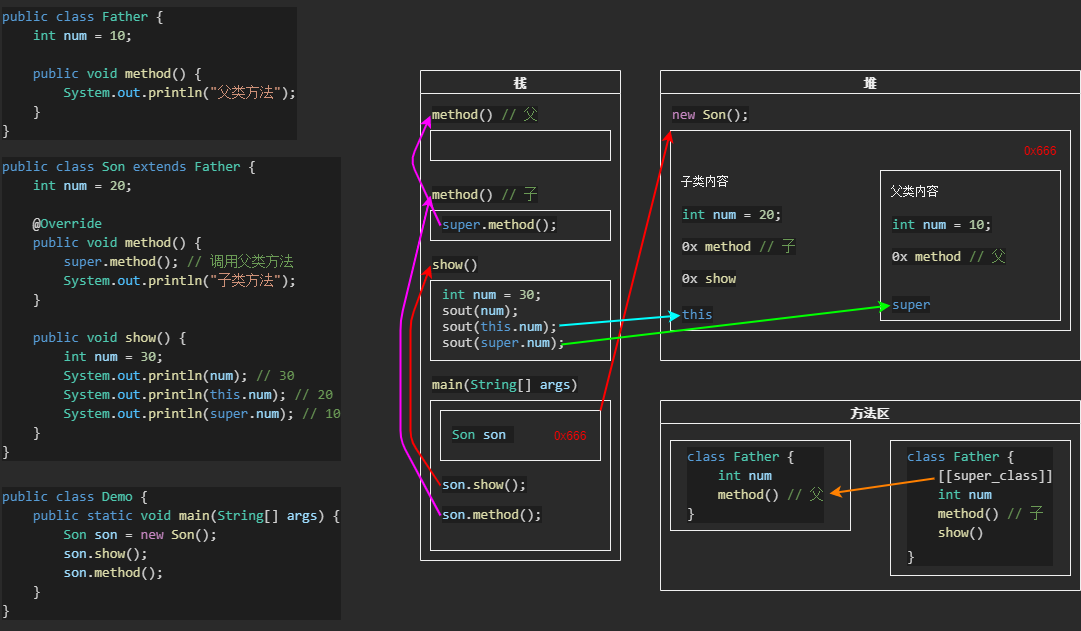 public class Father {
    int num = 10;
    public void method() {
        System.out.println("父类方法");
    }
}
public class Son extends Father {
    int num = 20;
    @Override
    public void method() {
        super.method(); // 调用父类方法
        System.out.println("子类方法");
    }
    public void show() {
        int num = 30;
        System.out.println(num); // 30
        System.out.println(this.num); // 20
        System.out.println(super.num); // 10
    }
}
public class Demo {
    public static void main(String[] args) {
        Son son = new Son();
        son.show();
        son.method();
    }
}
栈
method() // 父
method() // 子
super.method();
show()
int num = 30;
sout(num);
sout(this.num);
sout(super.num);
main(String[] args)
Son son 0x666
son.show();
son.method();
堆
new Son();
0x666
子类内容
int num = 20;
0x method // 子
0x show
this
父类内容
int num = 10;
0x method // 父
super
方法区
class Father {
    int num
    method() // 父
}
class Father {
    [[super_class]]
    int num
    method() // 子
    show()
}